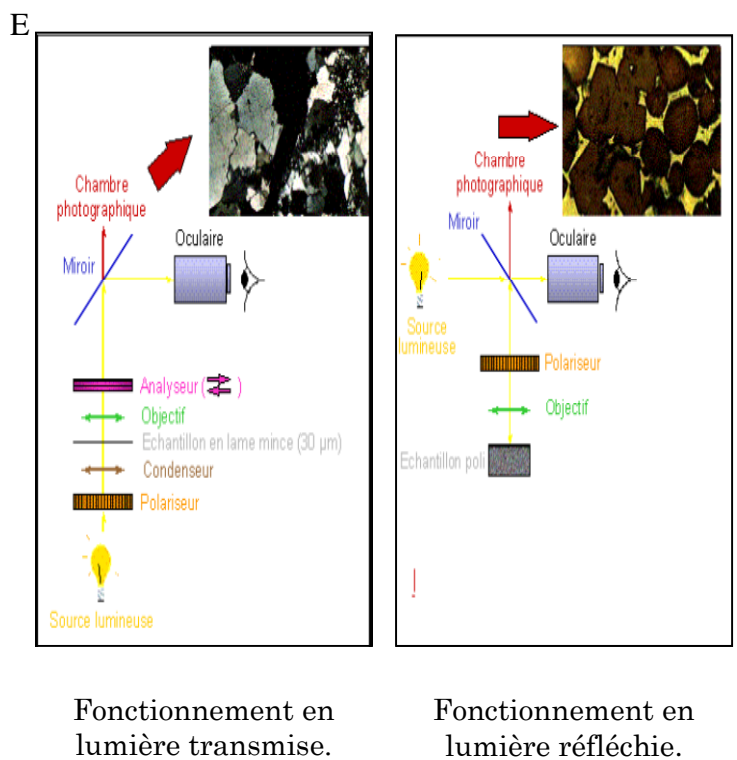 E
Chambre
photographique
Miroir
Oculaire
Analyseur ( )
Objectif
Echantillon en lame mince (30 µm)
Condenseur
Polariseur
Source lumineuse
Chambre
photographique
Miroir
Oculaire
Source
lumineuse
Polariseur
Objectif
Echantillon poli
!
Fonctionnement en
lumière transmise.
Fonctionnement en
lumière réfléchie.